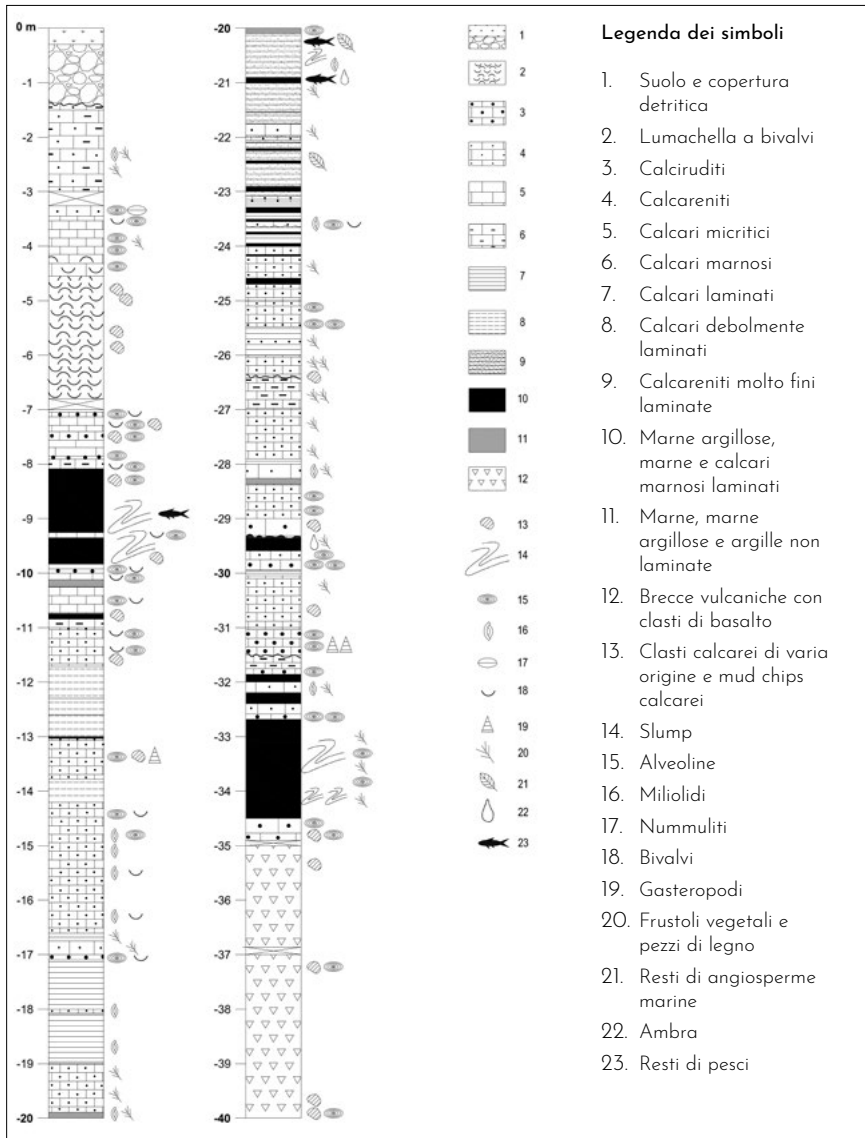 0 m
-1
-2
-3
-4
-5
-6
-7
-8
-9
-10
-11
-12
-13
-14
-15
-16
-17
-18
-19
-20
-20
-21
-22
-23
-24
-25
-26
-27
-28
-29
-30
-31
-32
-33
-34
-35
-36
-37
-38
-39
-40
1
2
3
4
5
6
7
8
9
10
11
12
13
14
15
16
17
18
19
20
21
22
23
Legenda dei simboli
1. Suolo e copertura
detritica
2. Lumachella a bivalvi
3. Calciruditi
4. Calcareniti
5. Calcari micritici
6. Calcari marnosi
7. Calcari laminati
8. Calcari debolmente
laminati
9. Calcareniti molto fini
laminate
10. Marne argillose,
marne e calcari
marnosi laminati
11. Marne, marne
argillose e argille non
laminate
12. Brecce vulcaniche con
clasti di basalto
13. Clasti calcarei di varia
origine e mud chips
calcarei
14. Slump
15. Alveoline
16. Miliolidi
17. Nummuliti
18. Bivalvi
19. Gasteropodi
20. Frustoli vegetali e
pezzi di legno
21. Resti di angiosperme
marine
22. Ambra
23. Resti di pesci